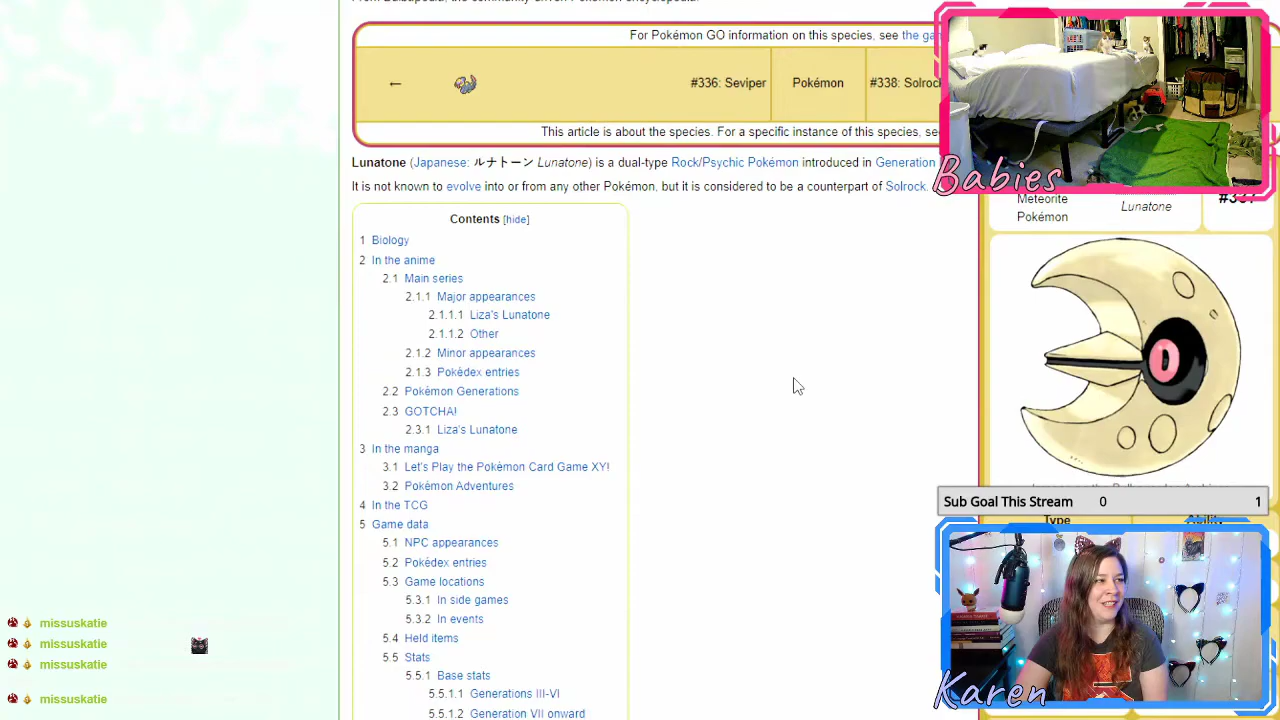 From Bulbapedia, the community-driven Pokémon encyclopedia.
For Pokémon GO information on this species, see the
←
#336: Seviper
Pokémon
#338: Solrock
This article is about the species. For a specific instance of this species,
Lunatone (Japanese: ルナトーン Lunatone) is a dual-type Rock/Psychic Pokémon introduced in Generation
It is not known to evolve into or from any other Pokémon, but it is considered to be a counterpart of Solrock.
Contents [hide]
1 Biology
2 In the anime
2.1 Main series
2.1.1 Major appearances
2.1.1.1 Liza's Lunatone
2.1.1.2 Other
2.1.2 Minor appearances
2.1.3 Pokédex entries
2.2 Pokémon Generations
2.3 GOTCHA!
2.3.1 Liza's Lunatone
3 In the manga
3.1 Let's Play the Pokémon Card Game XY!
3.2 Pokémon Adventures
4 In the TCG
5 Game data
5.1 NPC appearances
5.2 Pokédex entries
5.3 Game locations
5.3.1 In side games
5.3.2 In events
5.4 Held items
5.5 Stats
5.5.1 Base stats
5.5.1.1 Generations III-VI
5.5.1.2 Generation VII onward
Babies
Meteorite
Pokémon
Lunatone
#337
Sub Goal This Stream 0 1
Type
Ability
Karen
missuskatie
missuskatie
missuskatie
missuskatie